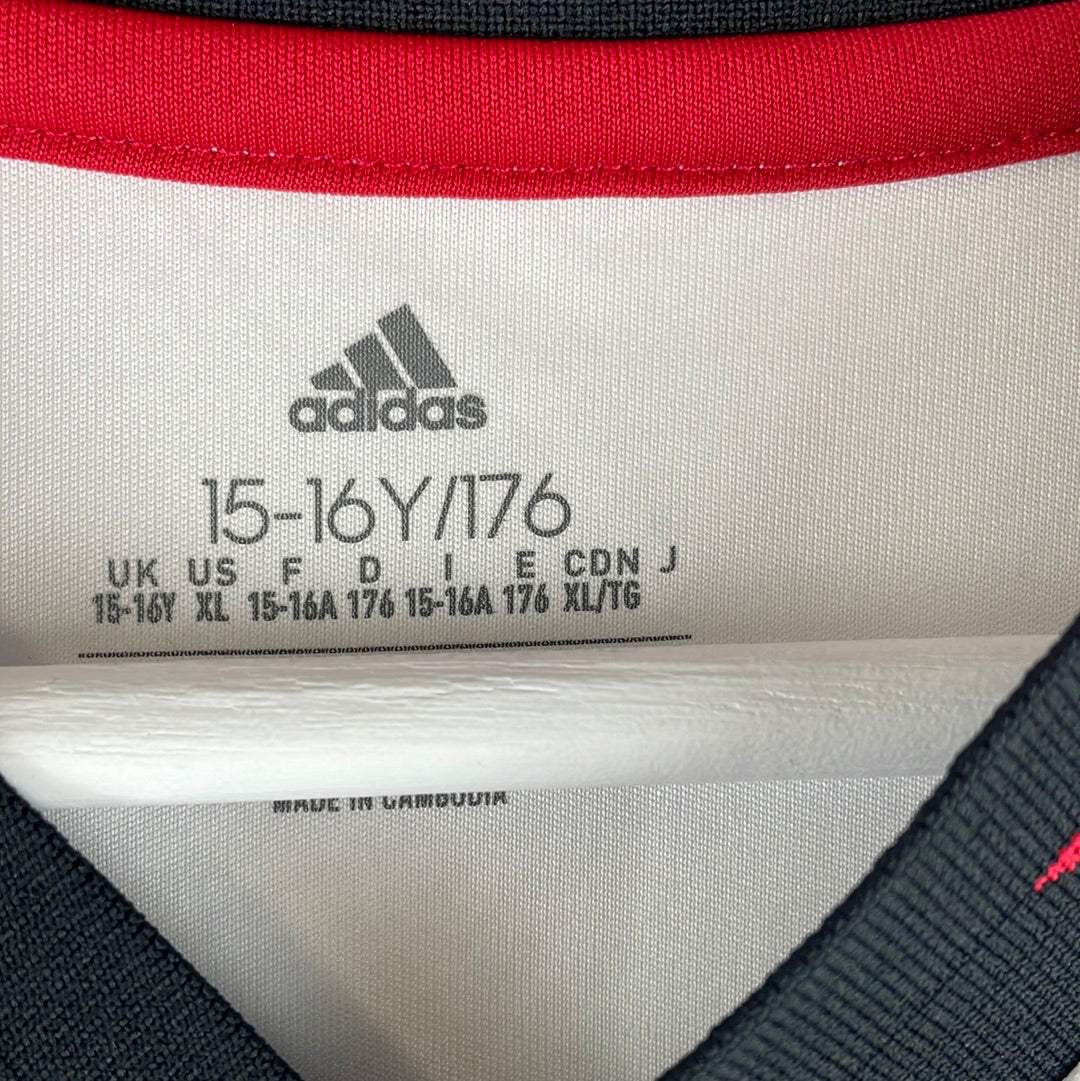 adidas
15-16Y/176
UK US F D I E CDN J
15-16Y XL 15-16A 176 15-16A 176 XL/TG
MADE IN CAMBODIA